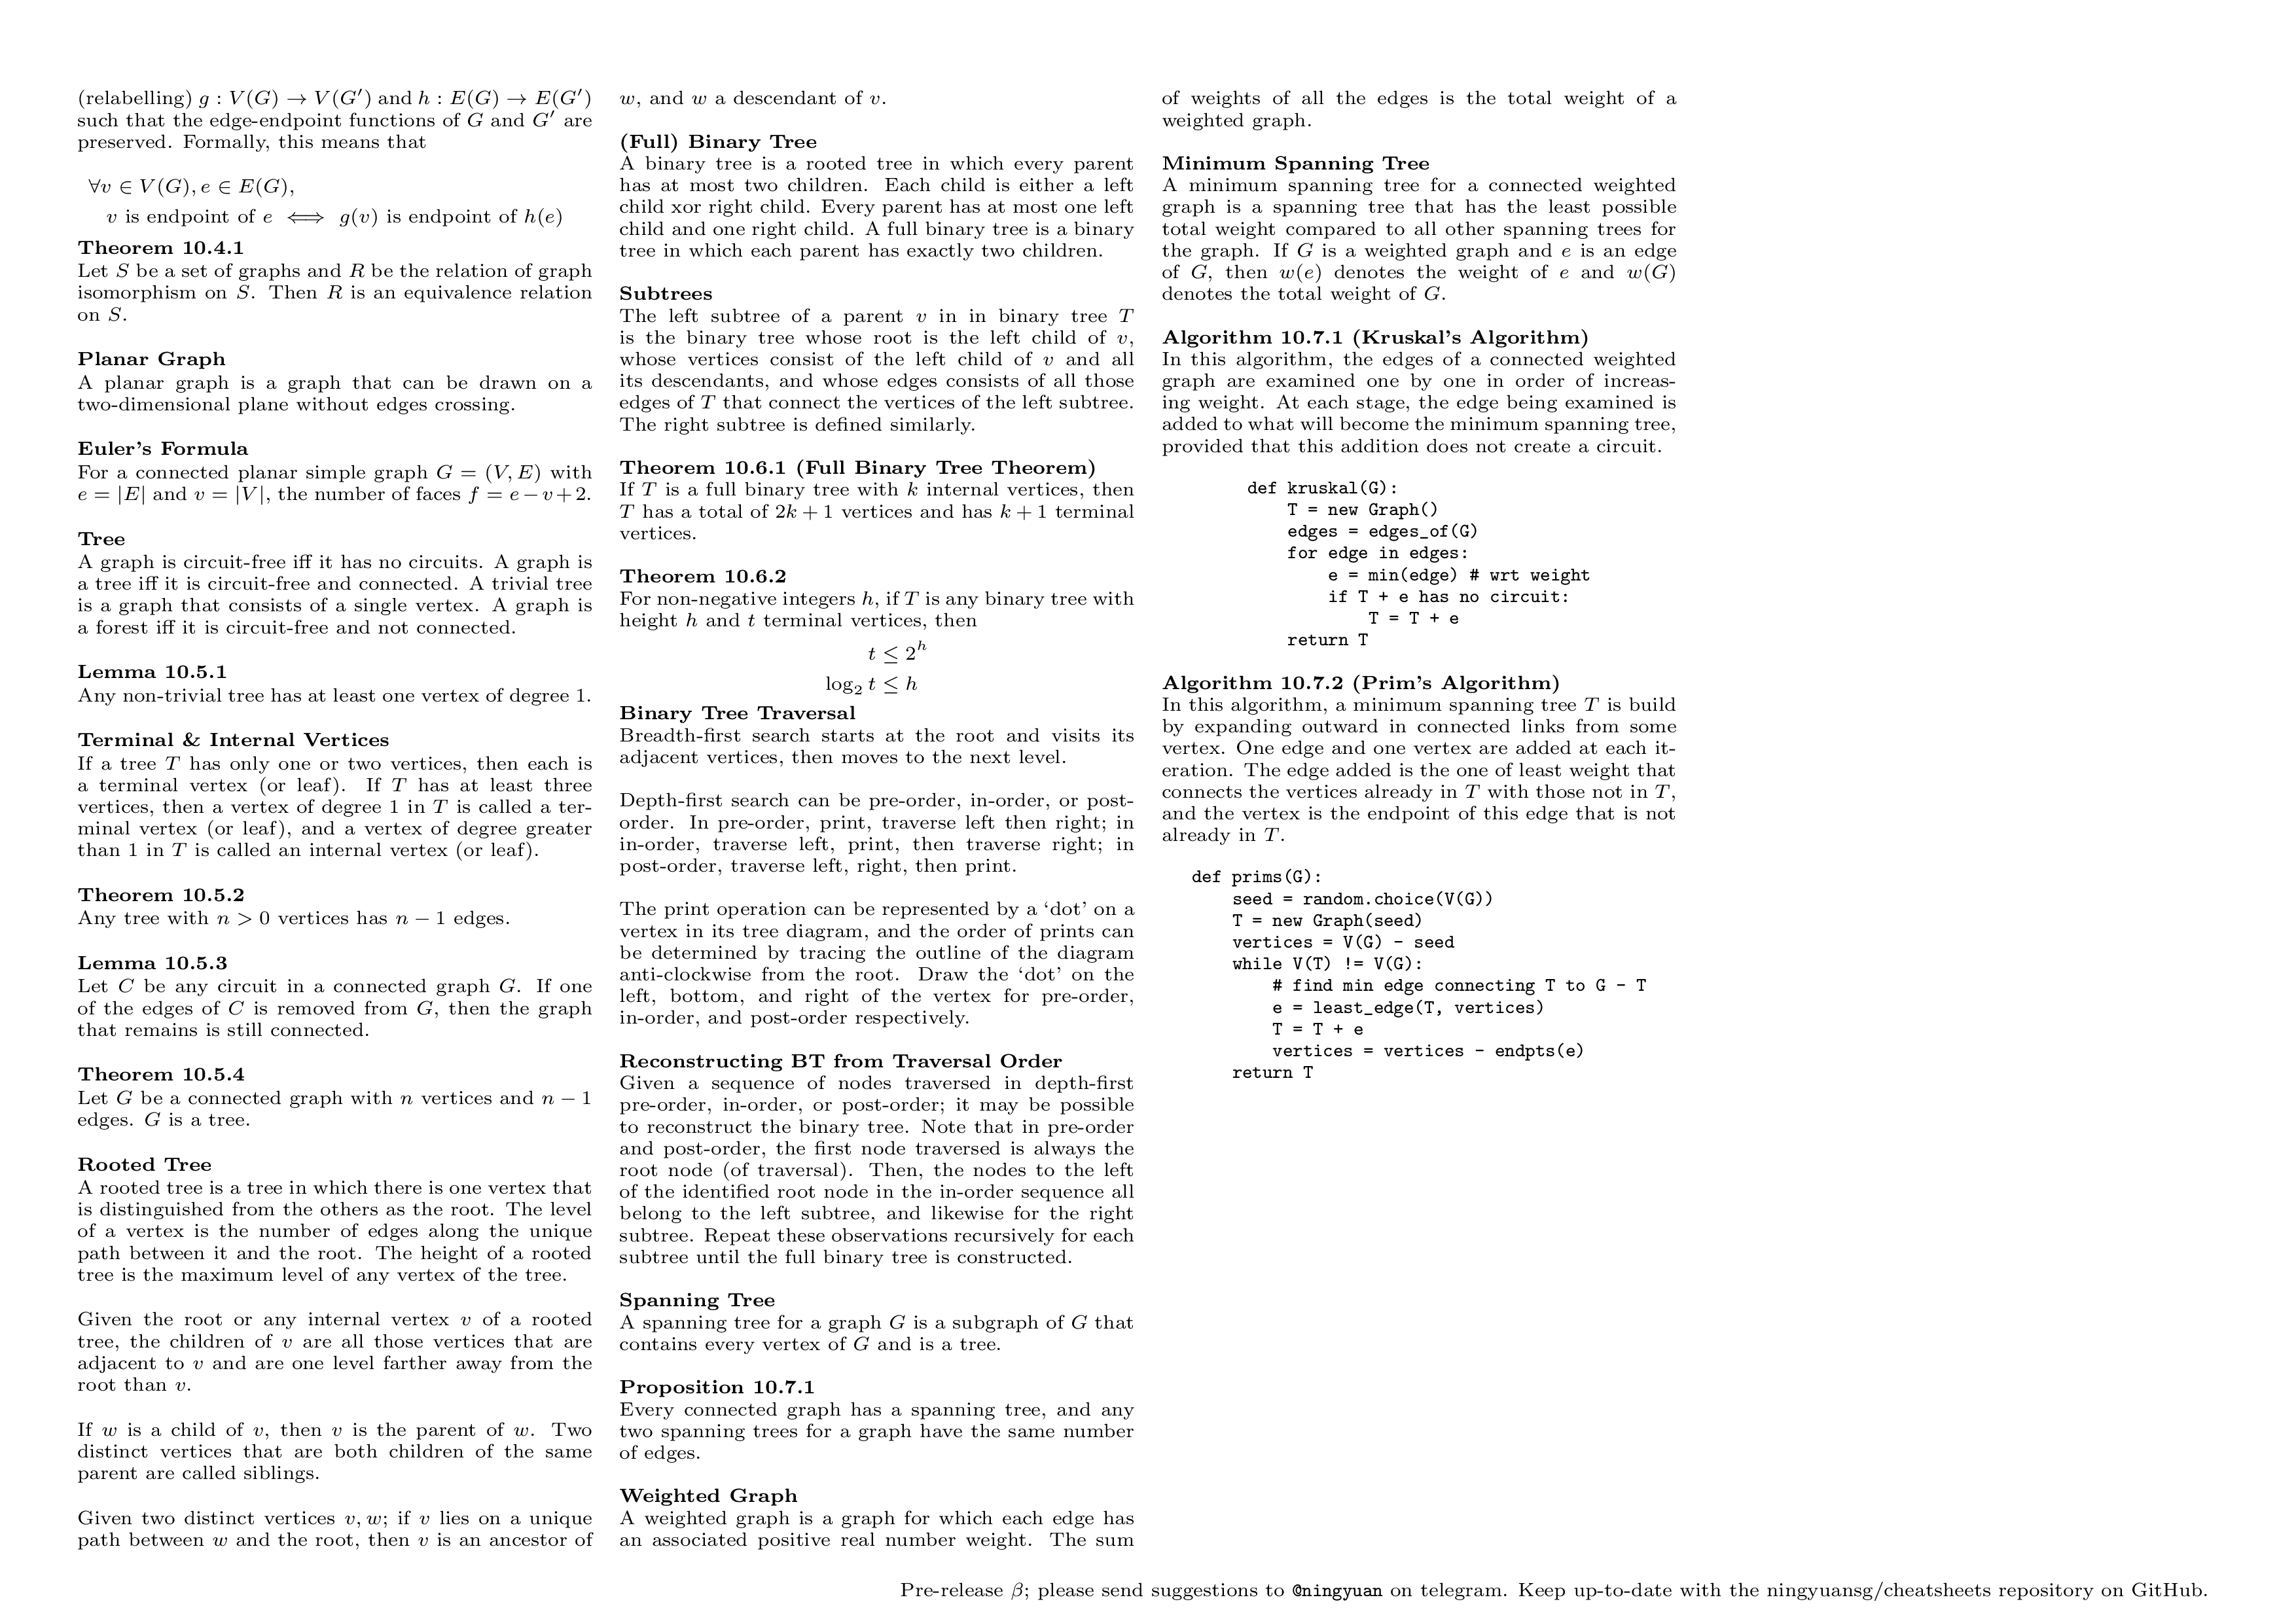 (relabelling) g : V(G) → V(G′) and h : E(G) → E(G′)
such that the edge-endpoint functions of G and G′ are
preserved. Formally, this means that
∀v ∈ V(G), e ∈ E(G),
v is endpoint of e ⟺ g(v) is endpoint of h(e)
Theorem 10.4.1
Let S be a set of graphs and R be the relation of graph
isomorphism on S. Then R is an equivalence relation
on S.
Planar Graph
A planar graph is a graph that can be drawn on a
two-dimensional plane without edges crossing.
Euler's Formula
For a connected planar simple graph G = (V, E) with
e = |E| and v = |V|, the number of faces f = e − v + 2.
Tree
A graph is circuit-free iff it has no circuits. A graph is
a tree iff it is circuit-free and connected. A trivial tree
is a graph that consists of a single vertex. A graph is
a forest iff it is circuit-free and not connected.
Lemma 10.5.1
Any non-trivial tree has at least one vertex of degree 1.
Terminal & Internal Vertices
If a tree T has only one or two vertices, then each is
a terminal vertex (or leaf). If T has at least three
vertices, then a vertex of degree 1 in T is called a ter-
minal vertex (or leaf), and a vertex of degree greater
than 1 in T is called an internal vertex (or leaf).
Theorem 10.5.2
Any tree with n > 0 vertices has n − 1 edges.
Lemma 10.5.3
Let C be any circuit in a connected graph G. If one
of the edges of C is removed from G, then the graph
that remains is still connected.
Theorem 10.5.4
Let G be a connected graph with n vertices and n − 1
edges. G is a tree.
Rooted Tree
A rooted tree is a tree in which there is one vertex that
is distinguished from the others as the root. The level
of a vertex is the number of edges along the unique
path between it and the root. The height of a rooted
tree is the maximum level of any vertex of the tree.
Given the root or any internal vertex v of a rooted
tree, the children of v are all those vertices that are
adjacent to v and are one level farther away from the
root than v.
If w is a child of v, then v is the parent of w. Two
distinct vertices that are both children of the same
parent are called siblings.
Given two distinct vertices v, w; if v lies on a unique
path between w and the root, then v is an ancestor of
w, and w a descendant of v.
(Full) Binary Tree
A binary tree is a rooted tree in which every parent
has at most two children. Each child is either a left
child xor right child. Every parent has at most one left
child and one right child. A full binary tree is a binary
tree in which each parent has exactly two children.
Subtrees
The left subtree of a parent v in in binary tree T
is the binary tree whose root is the left child of v,
whose vertices consist of the left child of v and all
its descendants, and whose edges consists of all those
edges of T that connect the vertices of the left subtree.
The right subtree is defined similarly.
Theorem 10.6.1 (Full Binary Tree Theorem)
If T is a full binary tree with k internal vertices, then
T has a total of 2k + 1 vertices and has k + 1 terminal
vertices.
Theorem 10.6.2
For non-negative integers h, if T is any binary tree with
height h and t terminal vertices, then
t ≤ 2^h
log₂ t ≤ h
Binary Tree Traversal
Breadth-first search starts at the root and visits its
adjacent vertices, then moves to the next level.
Depth-first search can be pre-order, in-order, or post-
order. In pre-order, print, traverse left then right; in
in-order, traverse left, print, then traverse right; in
post-order, traverse left, right, then print.
The print operation can be represented by a ‘dot’ on a
vertex in its tree diagram, and the order of prints can
be determined by tracing the outline of the diagram
anti-clockwise from the root. Draw the ‘dot’ on the
left, bottom, and right of the vertex for pre-order,
in-order, and post-order respectively.
Reconstructing BT from Traversal Order
Given a sequence of nodes traversed in depth-first
pre-order, in-order, or post-order; it may be possible
to reconstruct the binary tree. Note that in pre-order
and post-order, the first node traversed is always the
root node (of traversal). Then, the nodes to the left
of the identified root node in the in-order sequence all
belong to the left subtree, and likewise for the right
subtree. Repeat these observations recursively for each
subtree until the full binary tree is constructed.
Spanning Tree
A spanning tree for a graph G is a subgraph of G that
contains every vertex of G and is a tree.
Proposition 10.7.1
Every connected graph has a spanning tree, and any
two spanning trees for a graph have the same number
of edges.
Weighted Graph
A weighted graph is a graph for which each edge has
an associated positive real number weight. The sum
of weights of all the edges is the total weight of a
weighted graph.
Minimum Spanning Tree
A minimum spanning tree for a connected weighted
graph is a spanning tree that has the least possible
total weight compared to all other spanning trees for
the graph. If G is a weighted graph and e is an edge
of G, then w(e) denotes the weight of e and w(G)
denotes the total weight of G.
Algorithm 10.7.1 (Kruskal's Algorithm)
In this algorithm, the edges of a connected weighted
graph are examined one by one in order of increas-
ing weight. At each stage, the edge being examined is
added to what will become the minimum spanning tree,
provided that this addition does not create a circuit.
def kruskal(G):
    T = new Graph()
    edges = edges_of(G)
    for edge in edges:
        e = min(edge) # wrt weight
        if T + e has no circuit:
            T = T + e
    return T
Algorithm 10.7.2 (Prim's Algorithm)
In this algorithm, a minimum spanning tree T is build
by expanding outward in connected links from some
vertex. One edge and one vertex are added at each it-
eration. The edge added is the one of least weight that
connects the vertices already in T with those not in T,
and the vertex is the endpoint of this edge that is not
already in T.
def prims(G):
    seed = random.choice(V(G))
    T = new Graph(seed)
    vertices = V(G) - seed
    while V(T) != V(G):
        # find min edge connecting T to G - T
        e = least_edge(T, vertices)
        T = T + e
        vertices = vertices - endpts(e)
    return T
Pre-release β; please send suggestions to @ningyuan on telegram. Keep up-to-date with the ningyuansg/cheatsheets repository on GitHub.